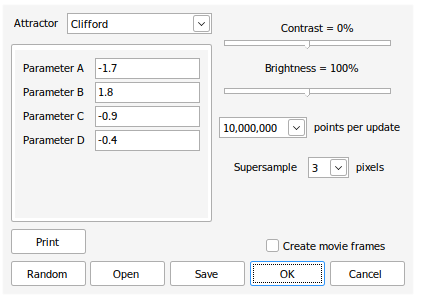 Attractor Clifford
Contrast = 0%
Parameter A -1.7
Parameter B 1.8
Parameter C -0.9
Parameter D -0.4
Brightness = 100%
10,000,000 points per update
Supersample 3 pixels
Print
Create movie frames
Random Open Save OK Cancel